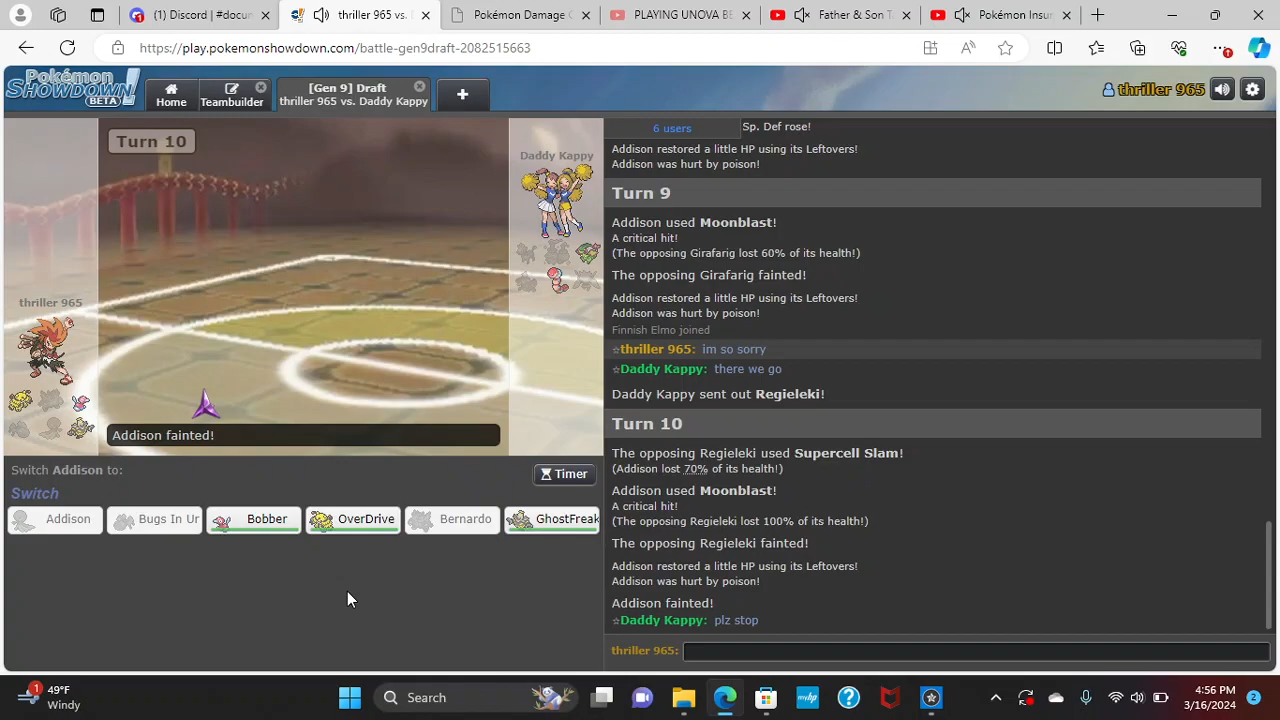 (1) Discord | #docum
thriller 965 vs.
Pokémon Damage C
PLAYING UNOVA BE
Father & Son Ta
Pokémon Insur
https://play.pokemonshowdown.com/battle-gen9draft-2082515663
Pokémon
SHOWDOWN!
BETA
Home
Teambuilder
[Gen 9] Draft
thriller 965 vs. Daddy Kappy
thriller 965
Turn 10
Daddy Kappy
thriller 965
Addison fainted!
Switch Addison to:
Timer
Switch
Addison
Bugs In Ur
Bobber
OverDrive
Bernardo
GhostFreak
6 users
Sp. Def rose!
Addison restored a little HP using its Leftovers!
Addison was hurt by poison!
Turn 9
Addison used Moonblast!
A critical hit!
(The opposing Girafarig lost 60% of its health!)
The opposing Girafarig fainted!
Addison restored a little HP using its Leftovers!
Addison was hurt by poison!
Finnish Elmo joined
☆thriller 965: im so sorry
☆Daddy Kappy: there we go
Daddy Kappy sent out Regieleki!
Turn 10
The opposing Regieleki used Supercell Slam!
(Addison lost 70% of its health!)
Addison used Moonblast!
A critical hit!
(The opposing Regieleki lost 100% of its health!)
The opposing Regieleki fainted!
Addison restored a little HP using its Leftovers!
Addison was hurt by poison!
Addison fainted!
☆Daddy Kappy: plz stop
thriller 965:
1
49°F
Windy
Search
hp
4:56 PM
3/16/2024
2